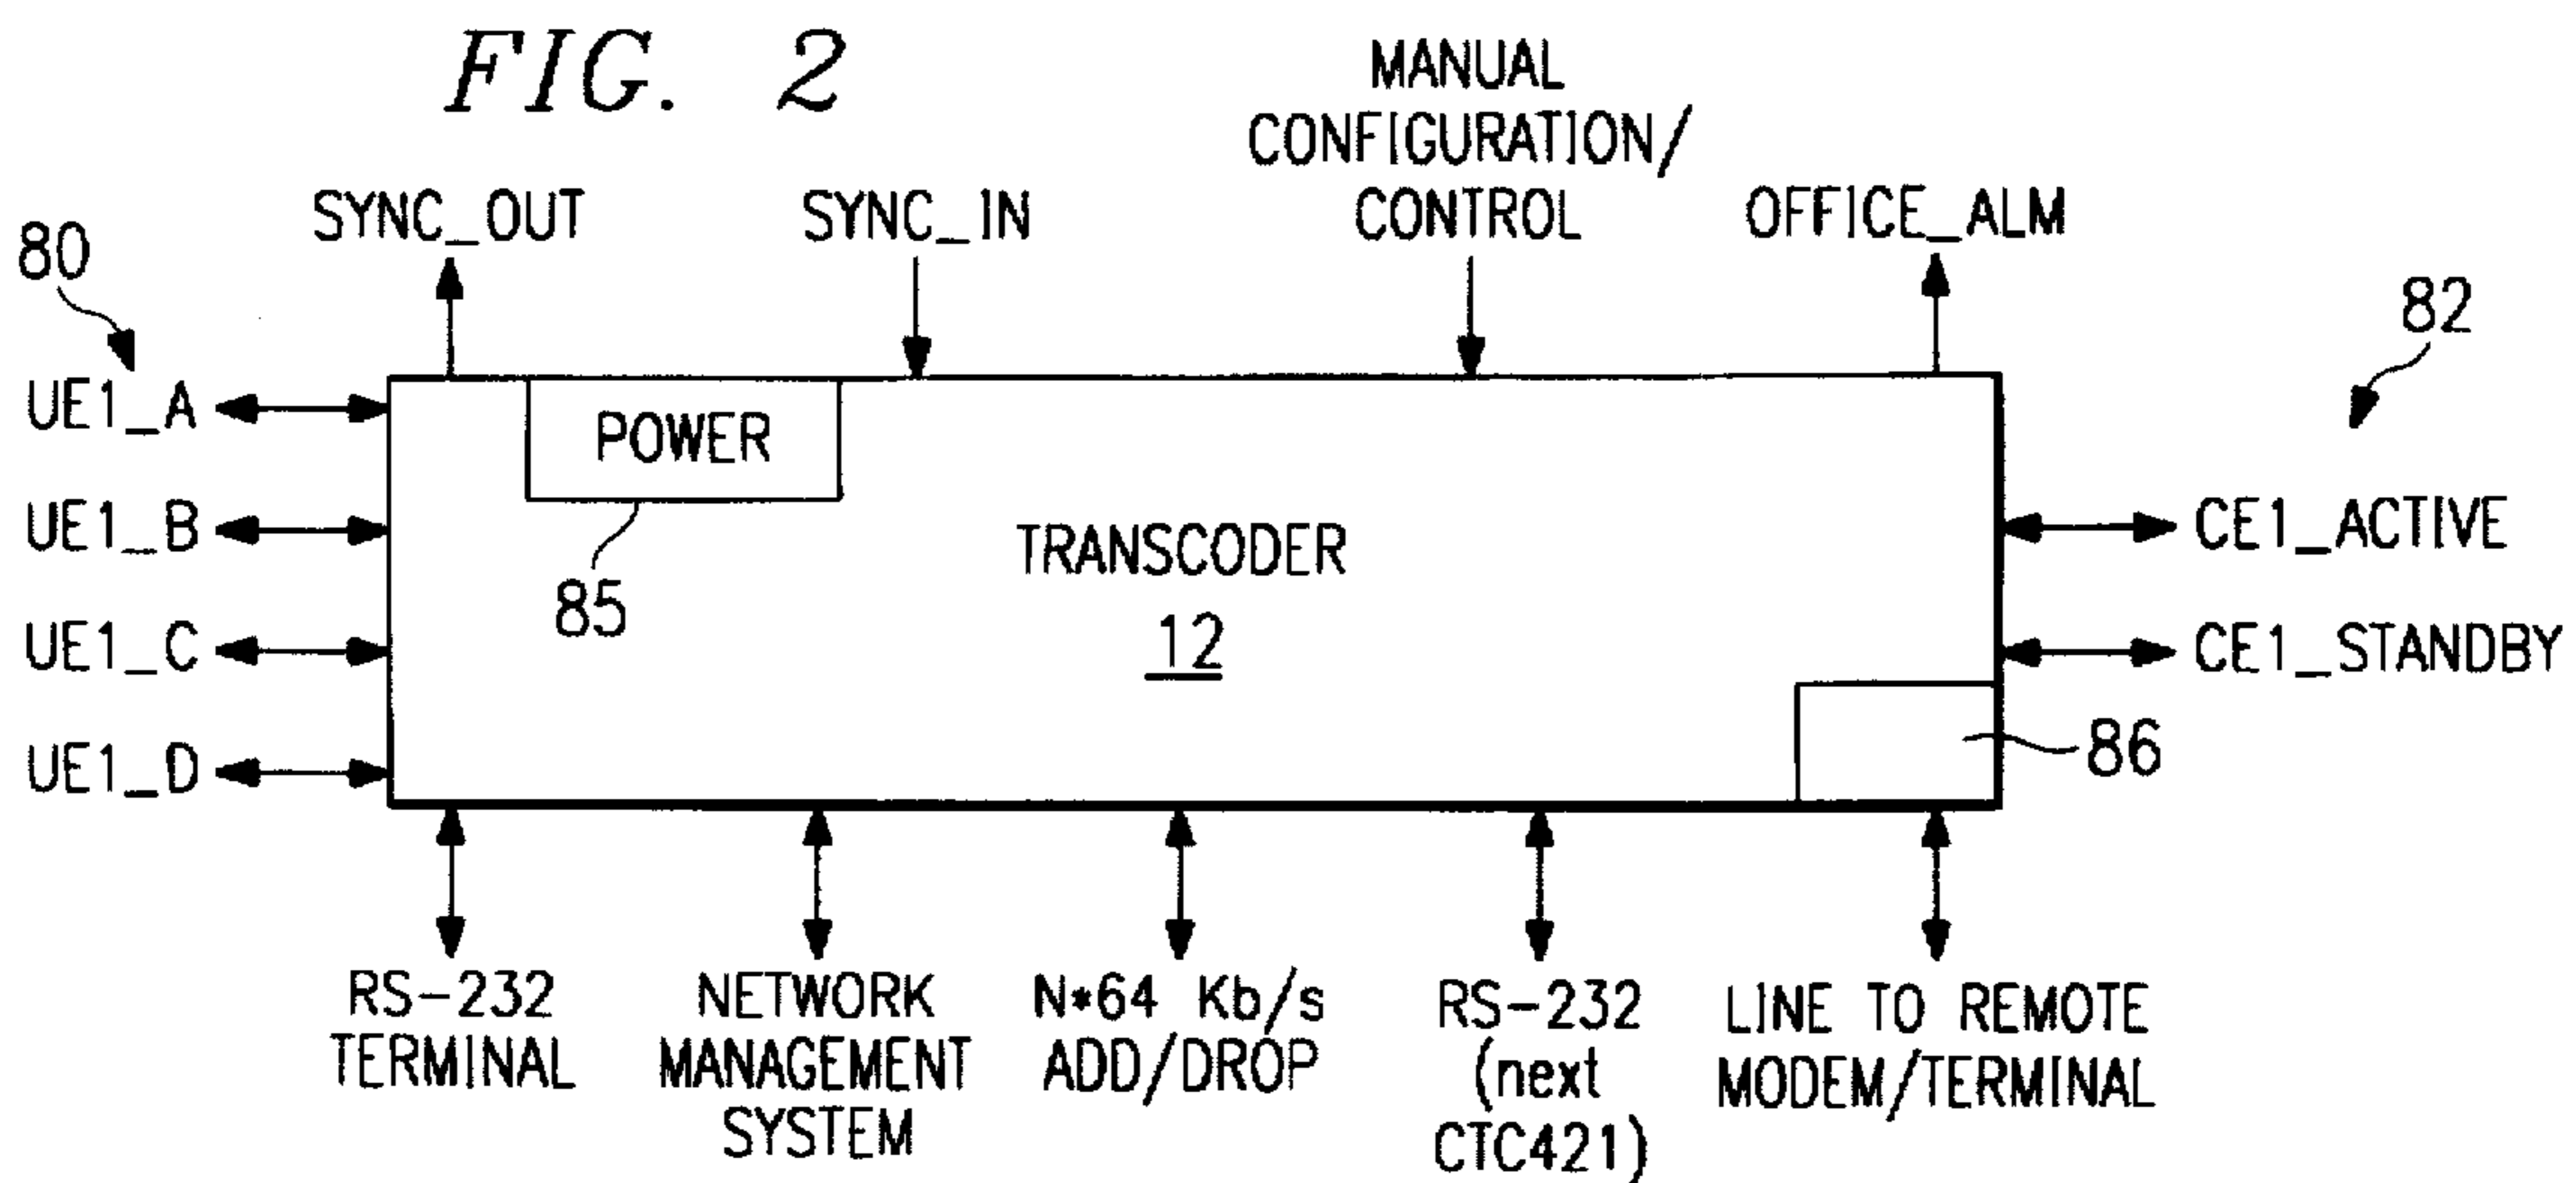 FIG. 2
MANUAL
CONFIGURATION/
CONTROL
SYNC_OUT
SYNC_IN
OFFICE_ALM
80
82
UE1_A
UE1_B
UE1_C
UE1_D
POWER
85
TRANSCODER
12
CE1_ACTIVE
CE1_STANDBY
86
RS-232
TERMINAL
NETWORK
MANAGEMENT
SYSTEM
N*64 Kb/s
ADD/DROP
RS-232
(next
CTC421)
LINE TO REMOTE
MODEM/TERMINAL